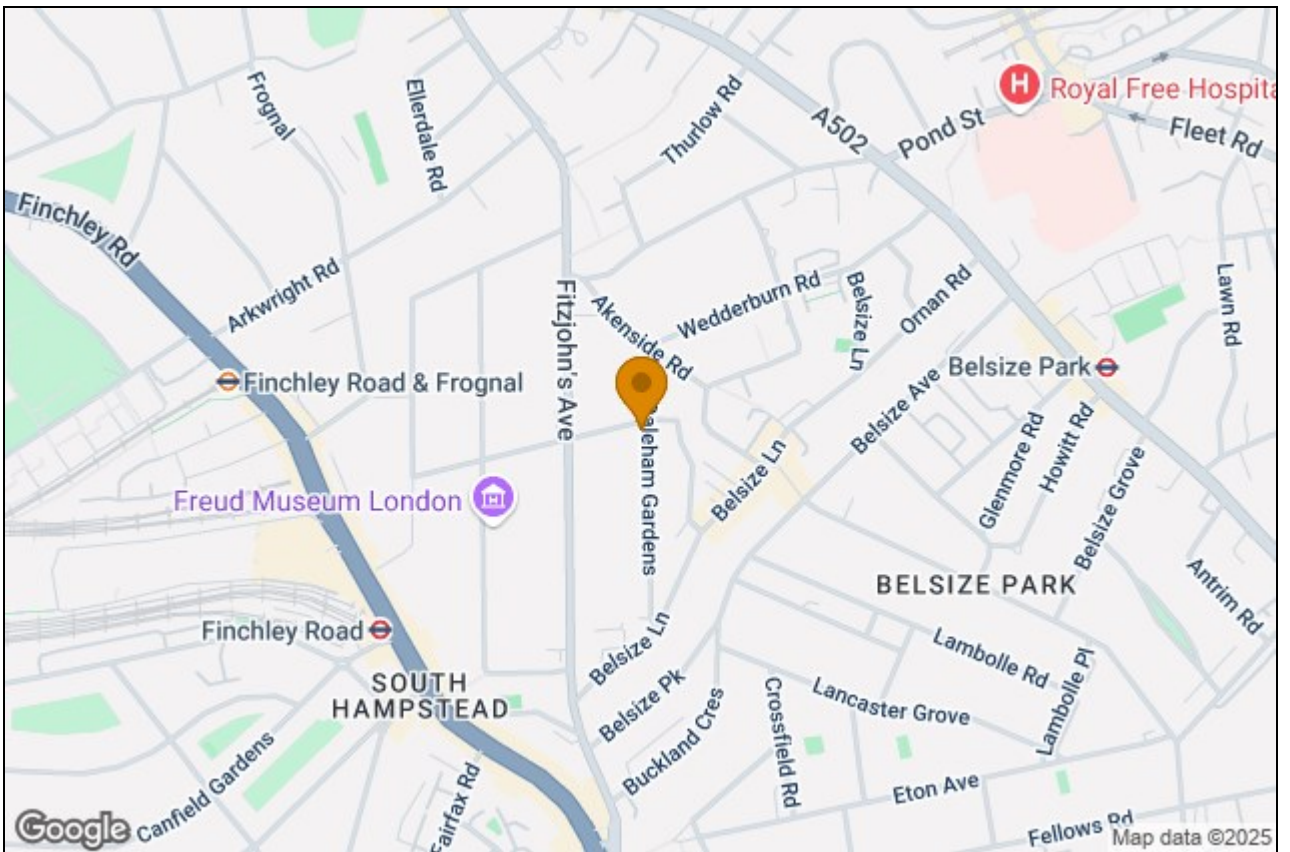 Frognal
Ellerdale Rd
Thurlow Rd
A502
Pond St
Royal Free Hospita
Fleet Rd
Finchley Rd
Arkwright Rd
Fitzjohn's Ave
Akenside Rd
Wedderburn Rd
Belsize Ln
Ornan Rd
Lawn Rd
Finchley Road & Frognal
Belsize Park
Belsize Ave
Glenmore Rd
Howitt Rd
Belsize Grove
Freud Museum London
aleham Gardens
Belsize Ln
BELSIZE PARK
Antrim Rd
Finchley Road
Belsize Ln
Lambolle Rd
Lambolle Pl
SOUTH
HAMPSTEAD
Belsize Pk
Buckland Cres
Crossfield Rd
Lancaster Grove
Canfield Gardens
Fairfax Rd
Eton Ave
Fellows Rd
Google
Map data ©2025